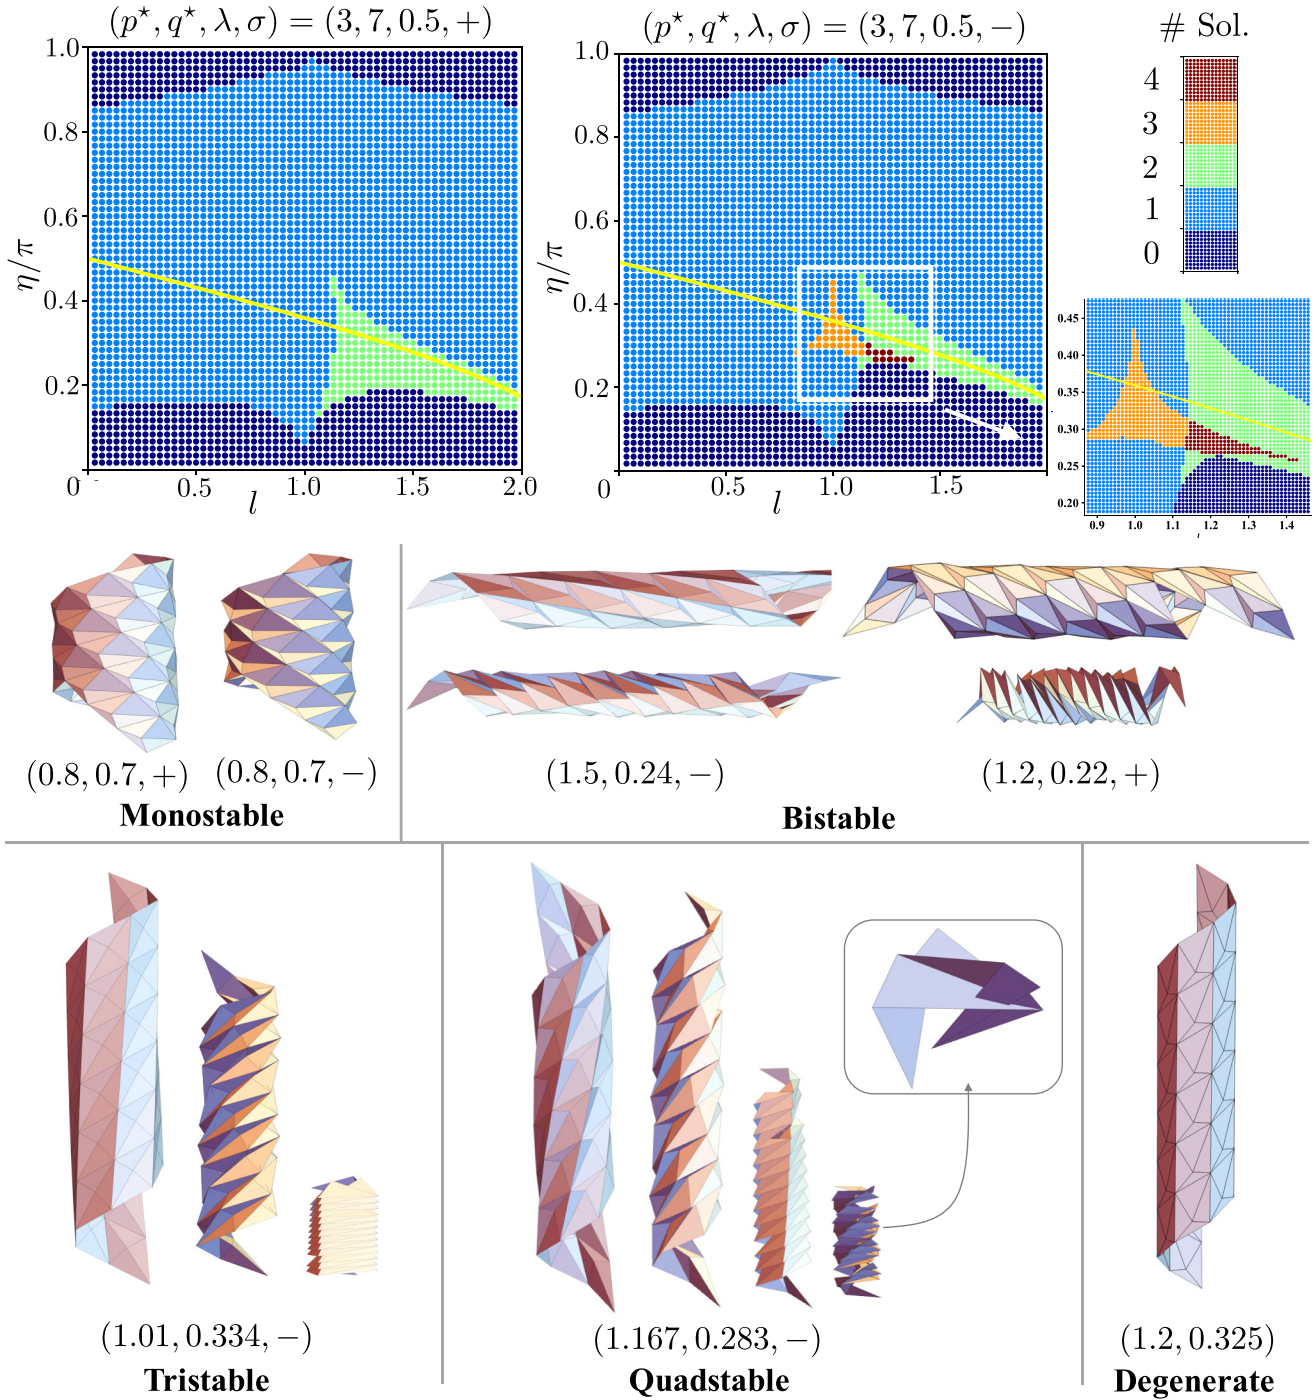 (p⋆, q⋆, λ, σ) = (3, 7, 0.5, +)
(p⋆, q⋆, λ, σ) = (3, 7, 0.5, −)
# Sol.
1.0
0.8
0.6
0.4
0.2
0
η/π
0.5
1.0
1.5
2.0
l
1.0
0.8
0.6
0.4
0.2
0
η/π
0.5
1.0
1.5
l
4
3
2
1
0
0.45
0.40
0.35
0.30
0.25
0.20
0.9
1.0
1.1
1.2
1.3
1.4
(0.8, 0.7, +)
(0.8, 0.7, −)
Monostable
(1.5, 0.24, −)
(1.2, 0.22, +)
Bistable
(1.01, 0.334, −)
Tristable
(1.167, 0.283, −)
Quadstable
(1.2, 0.325)
Degenerate